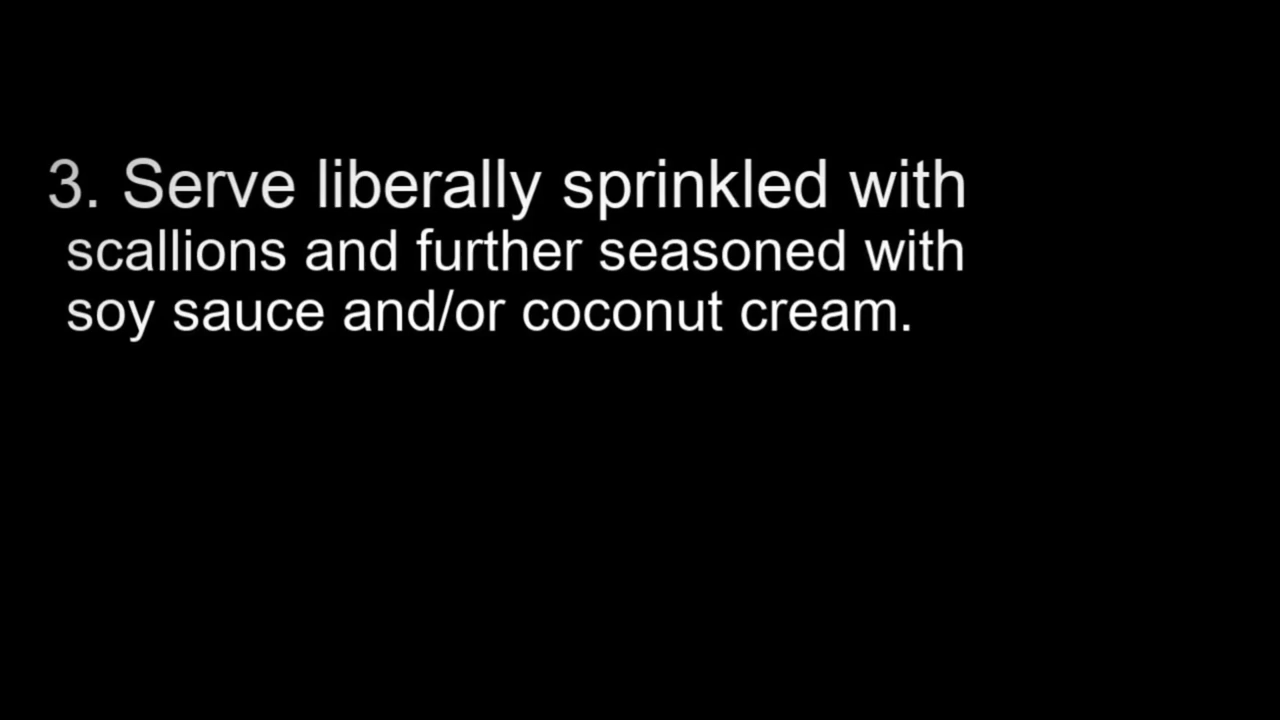 3. Serve liberally sprinkled with
scallions and further seasoned with
soy sauce and/or coconut cream.